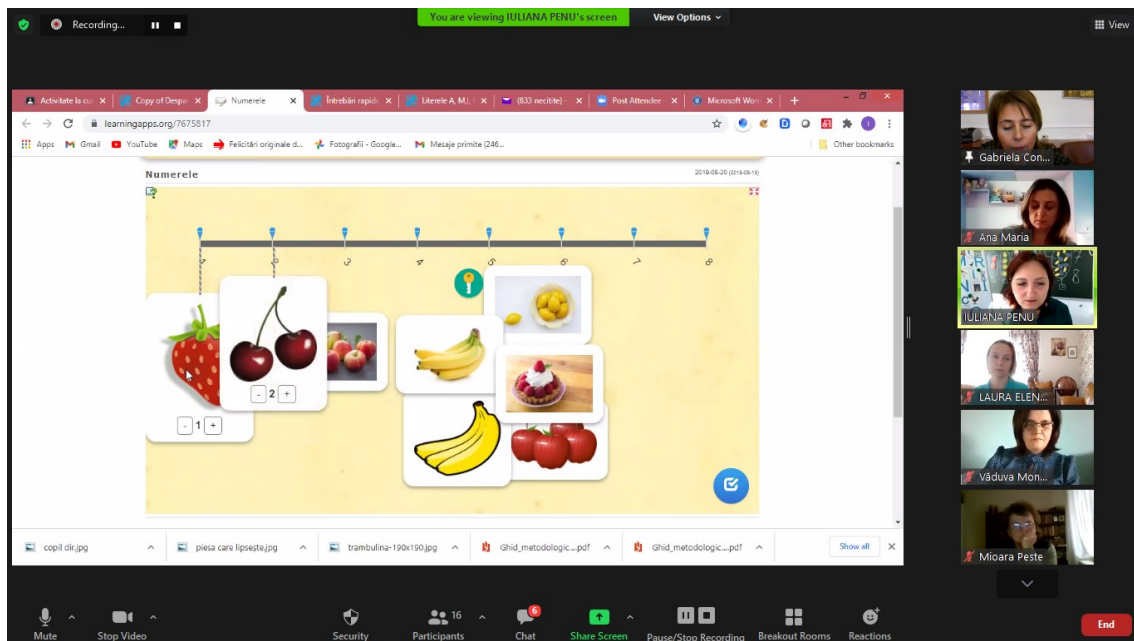 Recording...
You are viewing IULIANA PENU's screen
View Options
View
Activitate la cu
Copy of Despa
Numerele
Întrebări rapide
Literele A, M,I,
(833 necitite) -
Post Attendee
Microsoft Wor
learningapps.org/7675817
Apps
Gmail
YouTube
Maps
Felicitări originale d...
Fotografii - Google...
Mesaje primite (246...
Other bookmarks
Numerele
2019-08-20 (2019-08-19)
1 2 3 4 5 6 7 8
- 2 +
- 1 +
copil dir.jpg
piesa care lipsește.jpg
trambulina-190x190.jpg
Ghid_metodologic....pdf
Ghid_metodologic....pdf
Show all
Gabriela Con...
Ana Maria
IULIANA PENU
LAURA ELEN...
Văduva Mon...
Mioara Peste
Mute
Stop Video
Security
16
Participants
6
Chat
Share Screen
Pause/Stop Recording
Breakout Rooms
Reactions
End